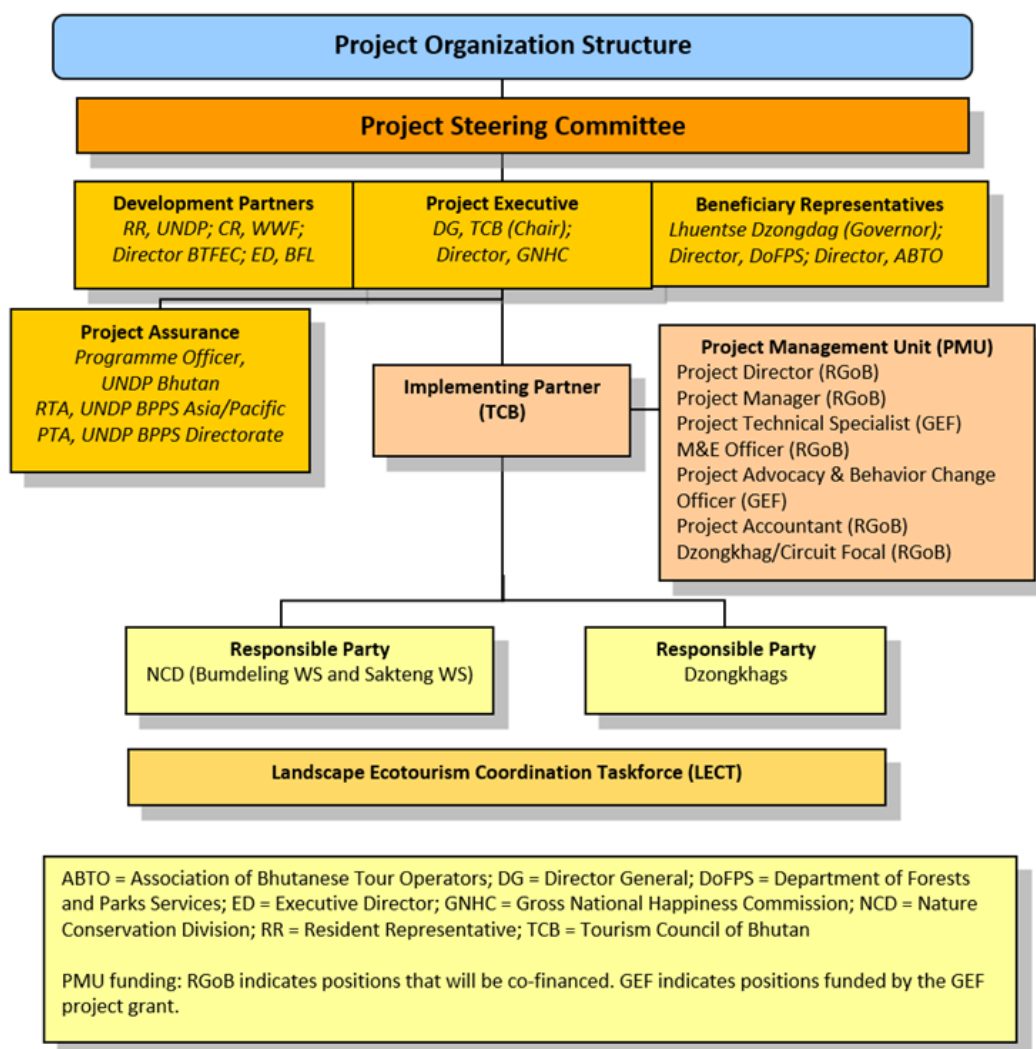 Project Organization Structure
Project Steering Committee
Development Partners
RR, UNDP; CR, WWF;
Director BTFEC; ED, BFL
Project Executive
DG, TCB (Chair);
Director, GNHC
Beneficiary Representatives
Lhuentse Dzongdag (Governor);
Director, DoFPS; Director, ABTO
Project Assurance
Programme Officer,
UNDP Bhutan
RTA, UNDP BPPS Asia/Pacific
PTA, UNDP BPPS Directorate
Implementing Partner
(TCB)
Project Management Unit (PMU)
Project Director (RGoB)
Project Manager (RGoB)
Project Technical Specialist (GEF)
M&E Officer (RGoB)
Project Advocacy & Behavior Change
Officer (GEF)
Project Accountant (RGoB)
Dzongkhag/Circuit Focal (RGoB)
Responsible Party
NCD (Bumdeling WS and Sakteng WS)
Responsible Party
Dzongkhags
Landscape Ecotourism Coordination Taskforce (LECT)
ABTO = Association of Bhutanese Tour Operators; DG = Director General; DoFPS = Department of Forests
and Parks Services; ED = Executive Director; GNHC = Gross National Happiness Commission; NCD = Nature
Conservation Division; RR = Resident Representative; TCB = Tourism Council of Bhutan
PMU funding: RGoB indicates positions that will be co-financed. GEF indicates positions funded by the GEF
project grant.